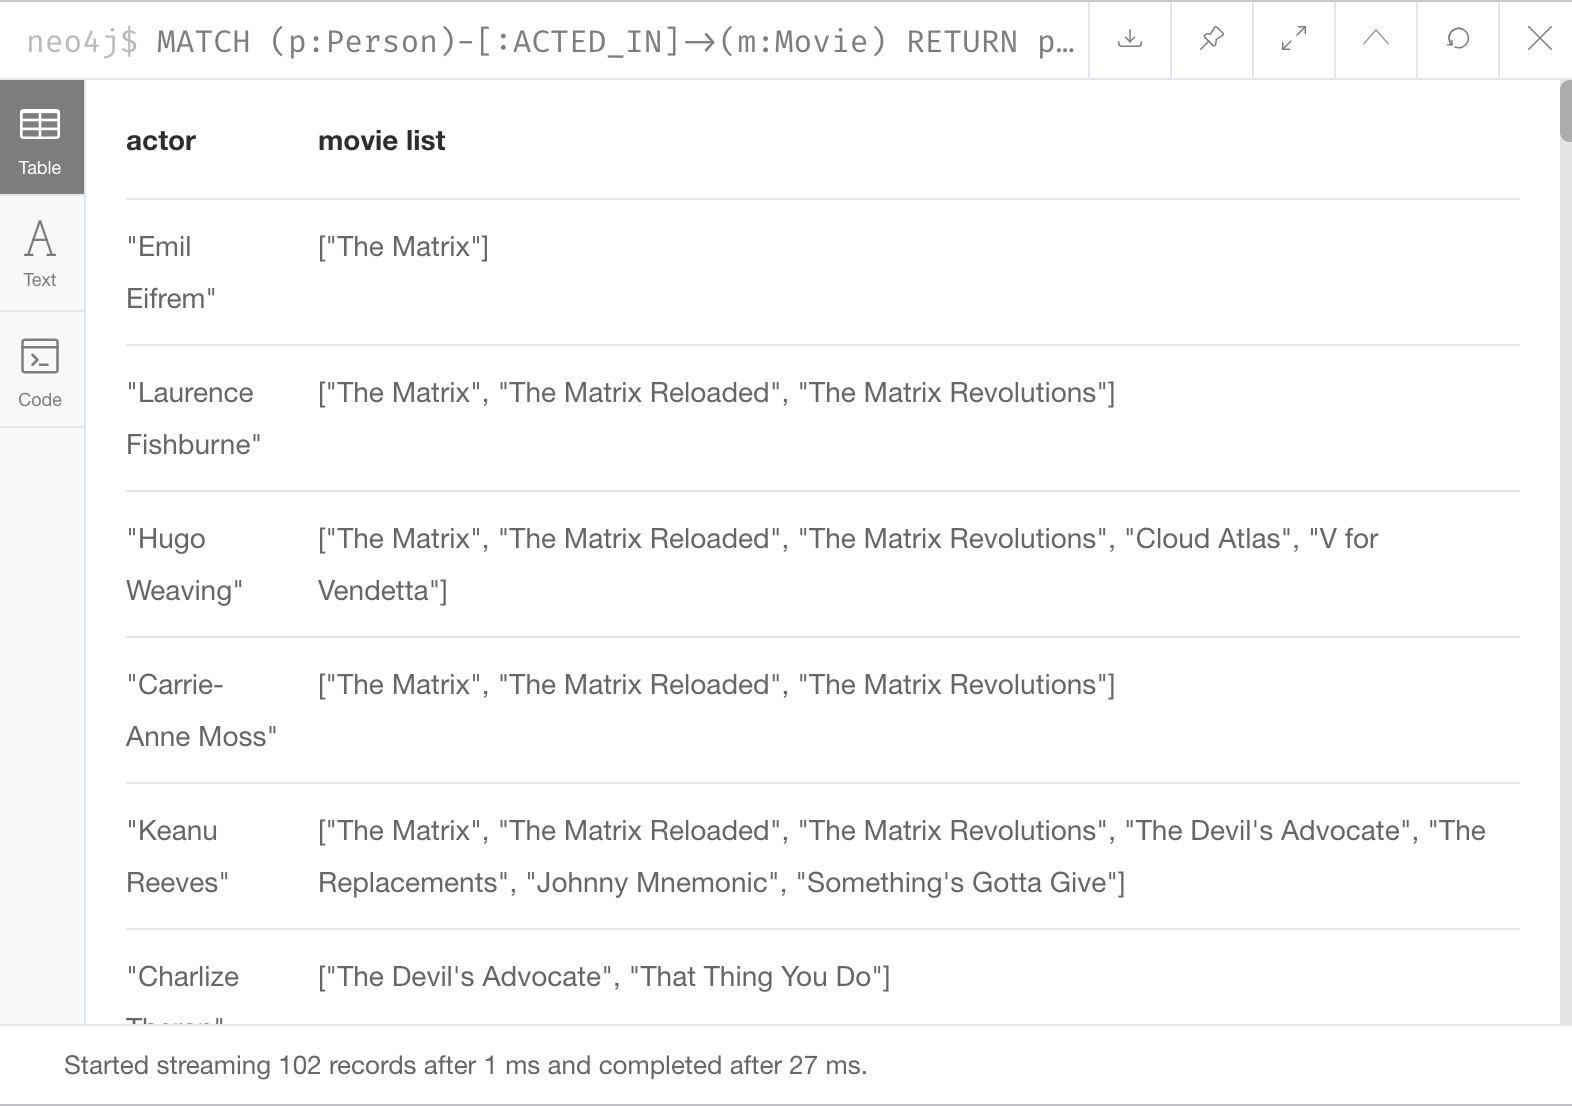 neo4j$ MATCH (p:Person)-[:ACTED_IN]→(m:Movie) RETURN p…
Table
Text
Code
actor movie list
"Emil ["The Matrix"]
Eifrem"
"Laurence ["The Matrix", "The Matrix Reloaded", "The Matrix Revolutions"]
Fishburne"
"Hugo ["The Matrix", "The Matrix Reloaded", "The Matrix Revolutions", "Cloud Atlas", "V for
Weaving" Vendetta"]
"Carrie- ["The Matrix", "The Matrix Reloaded", "The Matrix Revolutions"]
Anne Moss"
"Keanu ["The Matrix", "The Matrix Reloaded", "The Matrix Revolutions", "The Devil's Advocate", "The
Reeves" Replacements", "Johnny Mnemonic", "Something's Gotta Give"]
"Charlize ["The Devil's Advocate", "That Thing You Do"]
Theron"
Started streaming 102 records after 1 ms and completed after 27 ms.